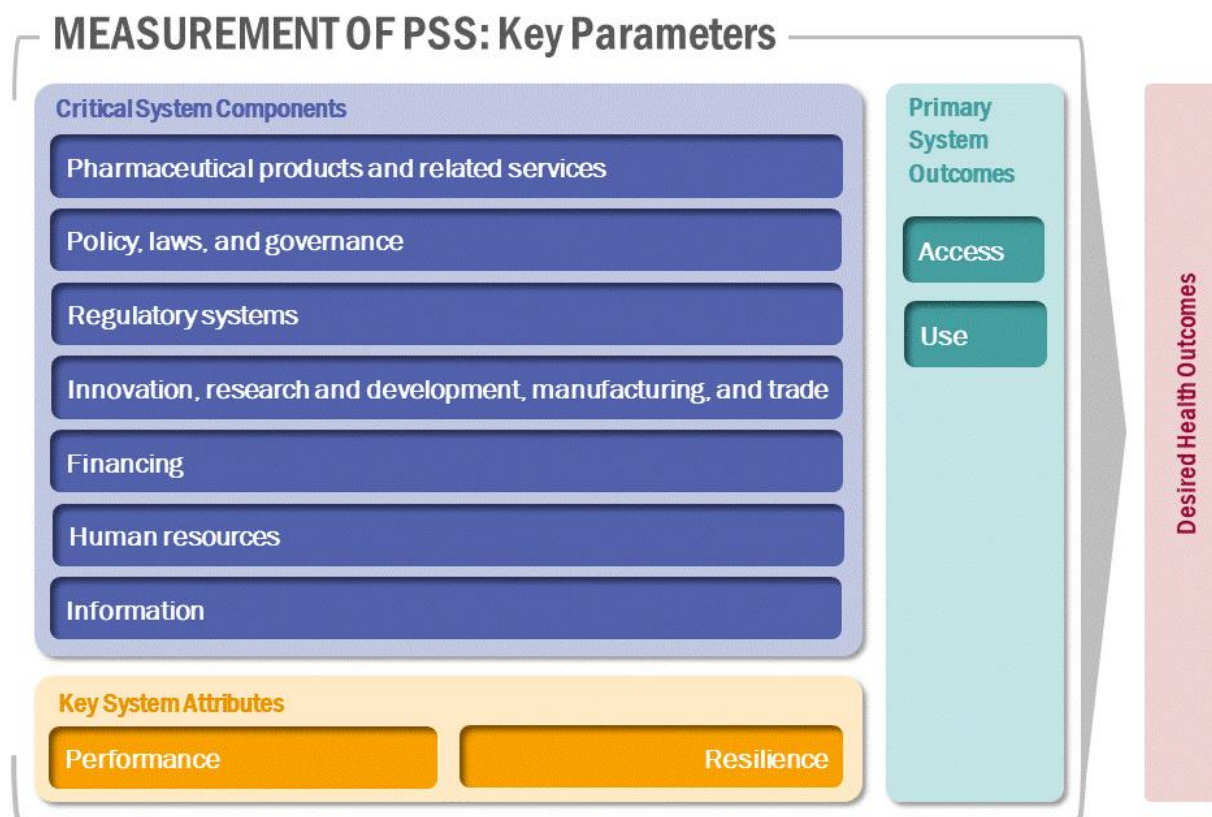 MEASUREMENT OF PSS: Key Parameters
Critical System Components
Pharmaceutical products and related services
Policy, laws, and governance
Regulatory systems
Innovation, research and development, manufacturing, and trade
Financing
Human resources
Information
Key System Attributes
Performance
Resilience
Primary
System
Outcomes
Access
Use
Desired Health Outcomes